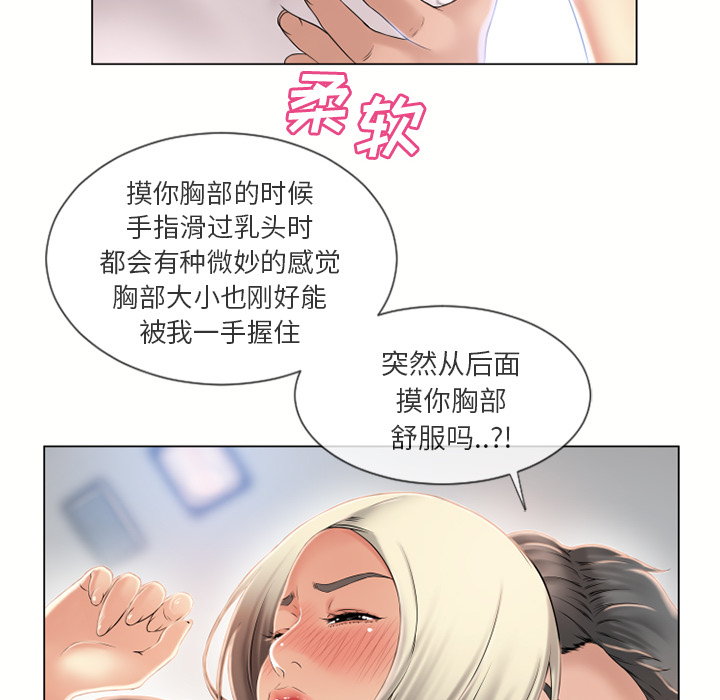 柔软
摸你胸部的时候
手指滑过乳头时
都会有种微妙的感觉
胸部大小也刚好能
被我一手握住
突然从后面
摸你胸部
舒服吗..?!